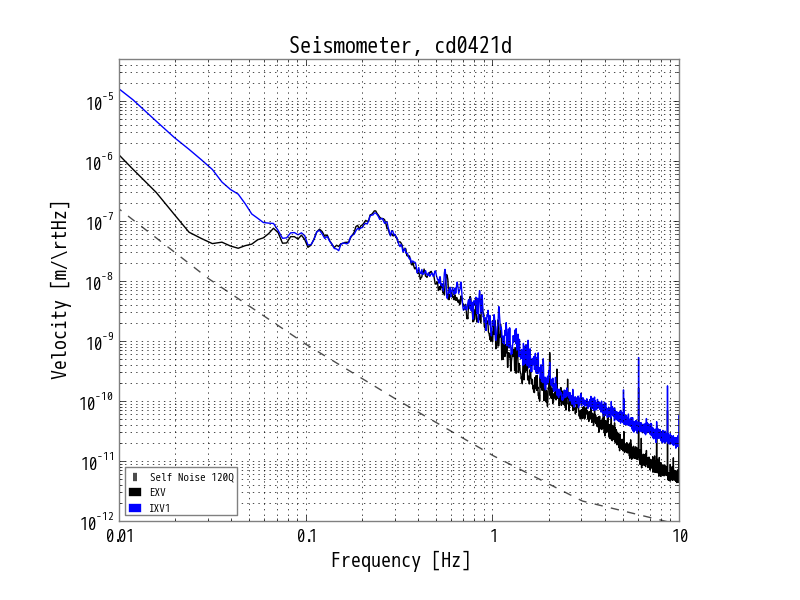 Seismometer, cd0421d
Velocity [m/\rtHz]
10-5
10-6
10-7
10-8
10-9
10-10
10-11
10-12
Self Noise 120Q
EXV
IXV1
0.01 0.1 1 10
Frequency [Hz]